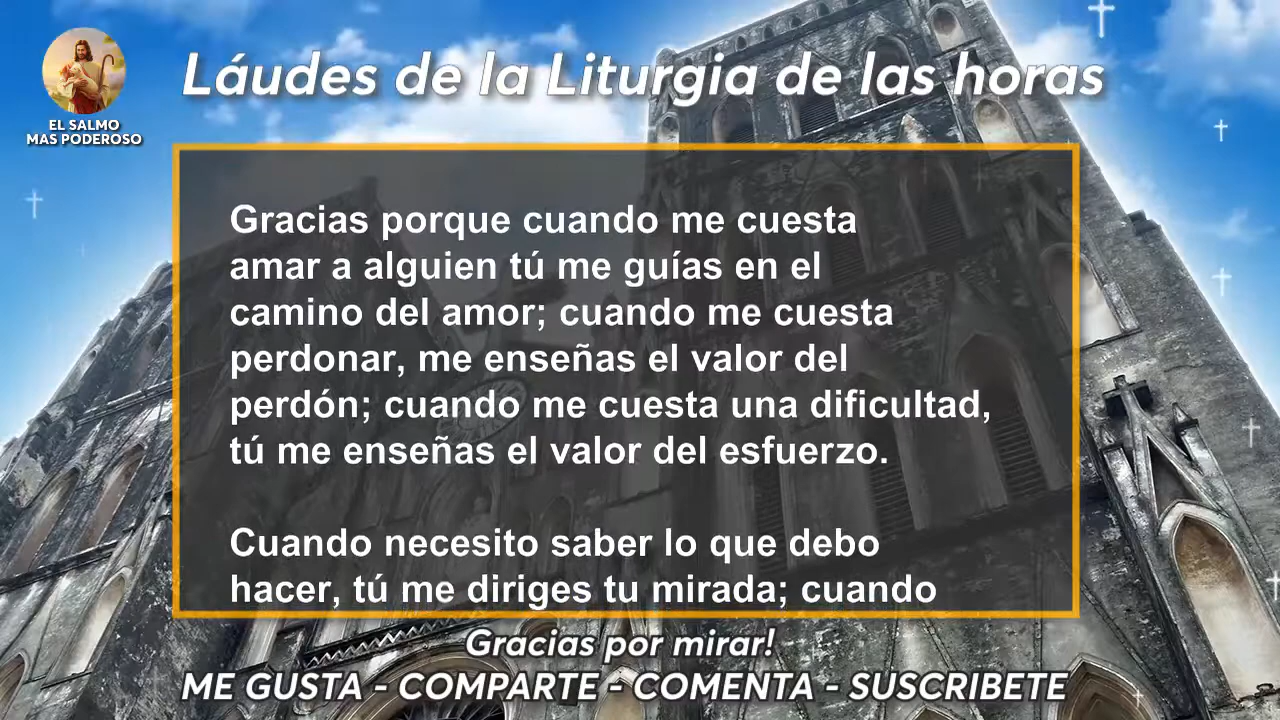 EL SALMO
MAS PODEROSO
Láudes de la Liturgia de las horas
Gracias porque cuando me cuesta
amar a alguien tú me guías en el
camino del amor; cuando me cuesta
perdonar, me enseñas el valor del
perdón; cuando me cuesta una dificultad,
tú me enseñas el valor del esfuerzo.
Cuando necesito saber lo que debo
hacer, tú me diriges tu mirada; cuando
Gracias por mirar!
ME GUSTA - COMPARTE - COMENTA - SUSCRIBETE